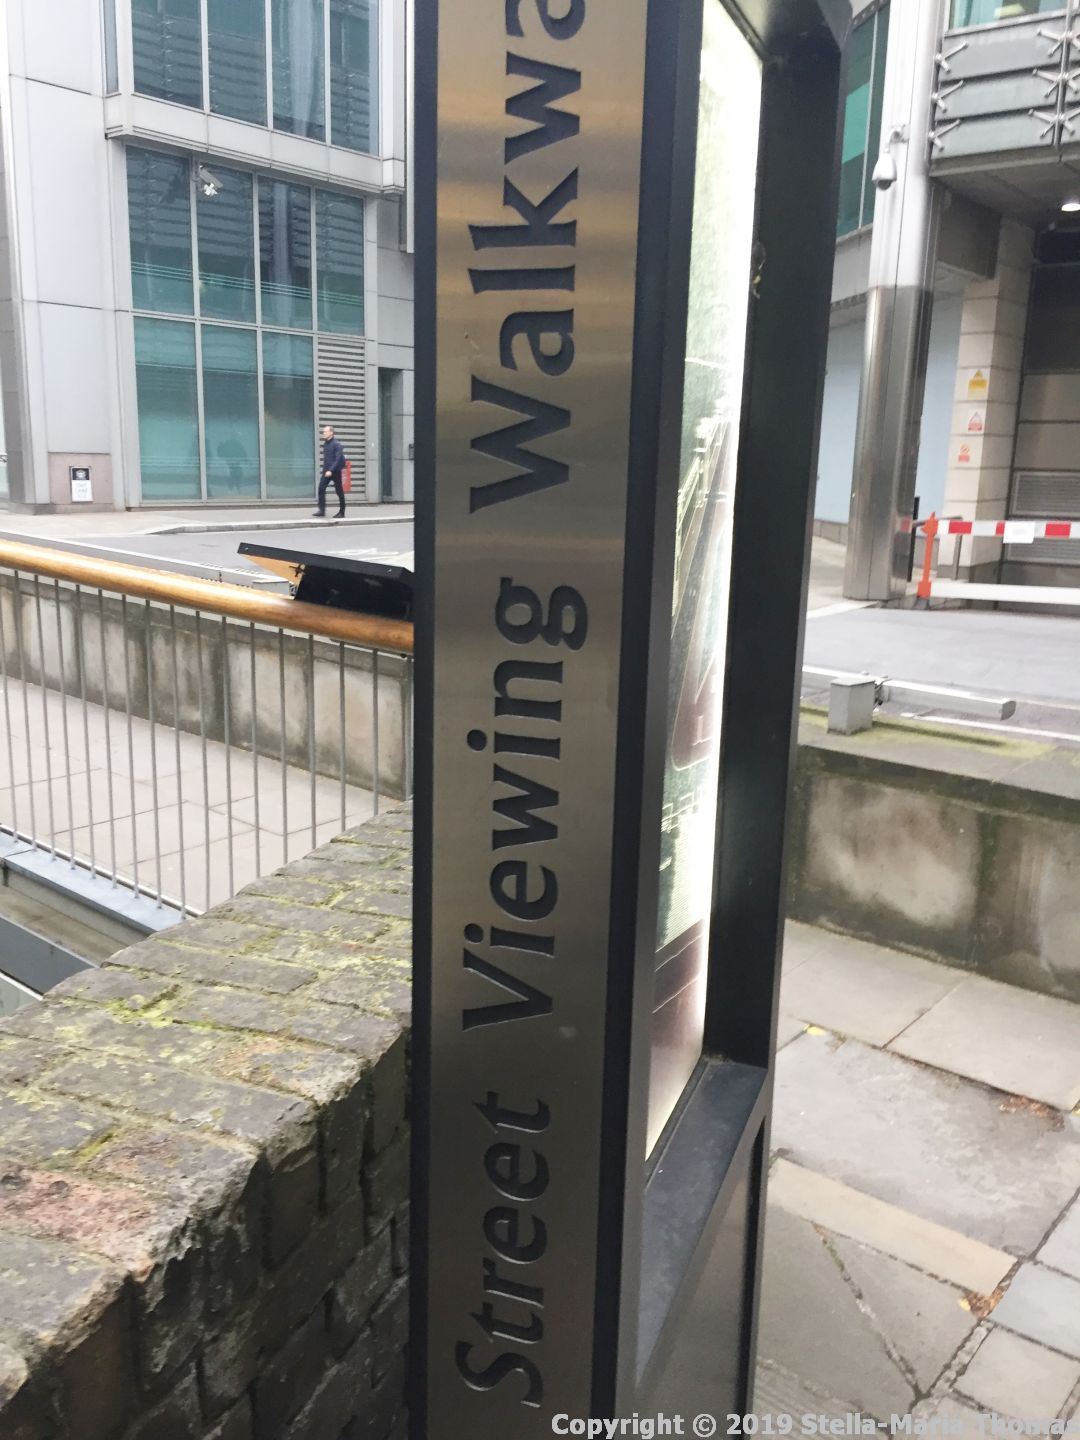 Street Viewing Walkwa
Copyright © 2019 Stella-Maria Thomas